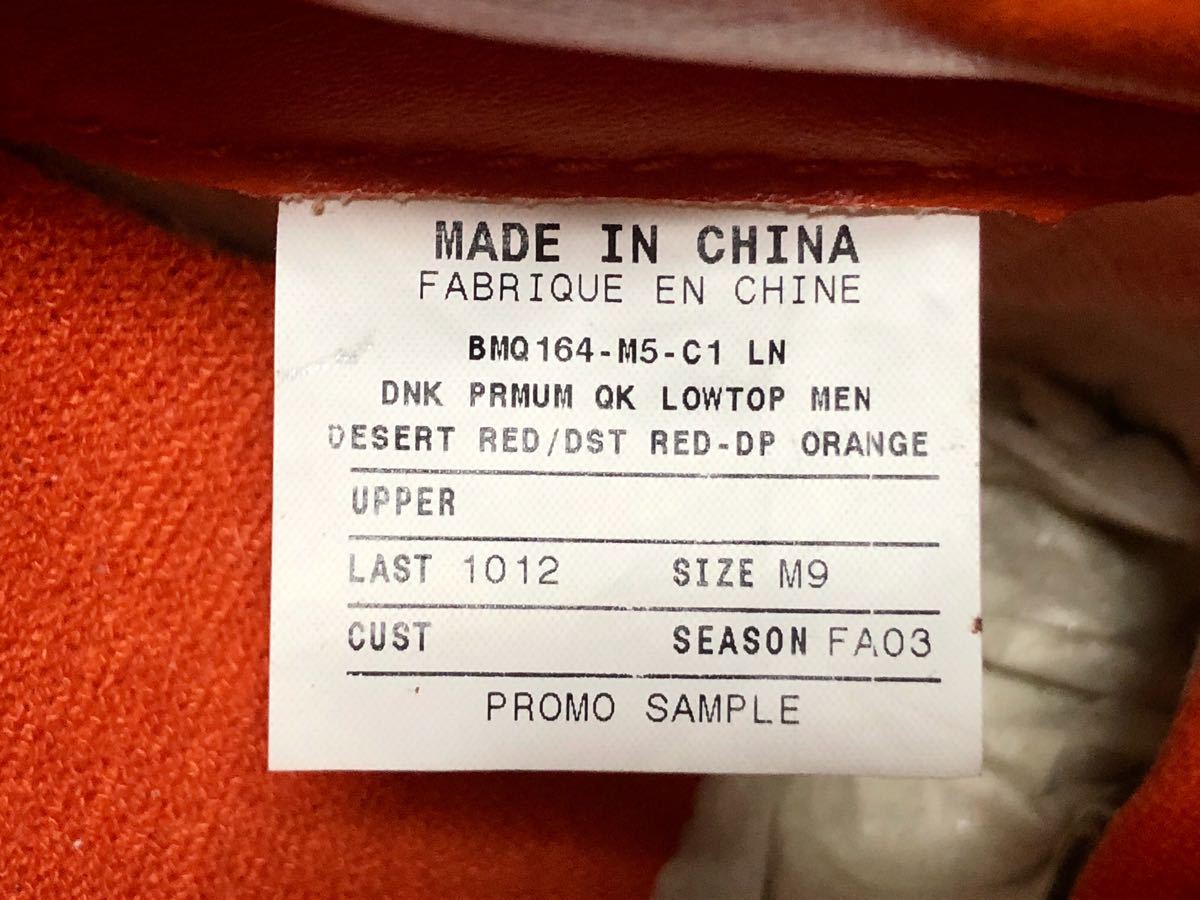 MADE IN CHINA
FABRIQUE EN CHINE
BMQ164-M5-C1 LN
DNK PRMUM QK LOWTOP MEN
DESERT RED/DST RED-DP ORANGE
UPPER
LAST 1012 SIZE M9
CUST SEASON FA03
PROMO SAMPLE